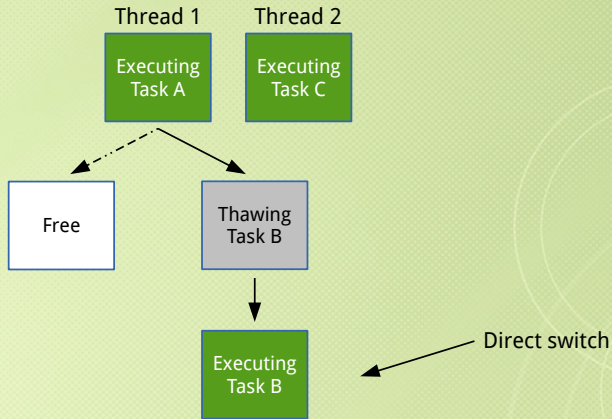 Thread 1
Thread 2
Executing
Task A
Executing
Task C
Free
Thawing
Task B
Executing
Task B
Direct switch